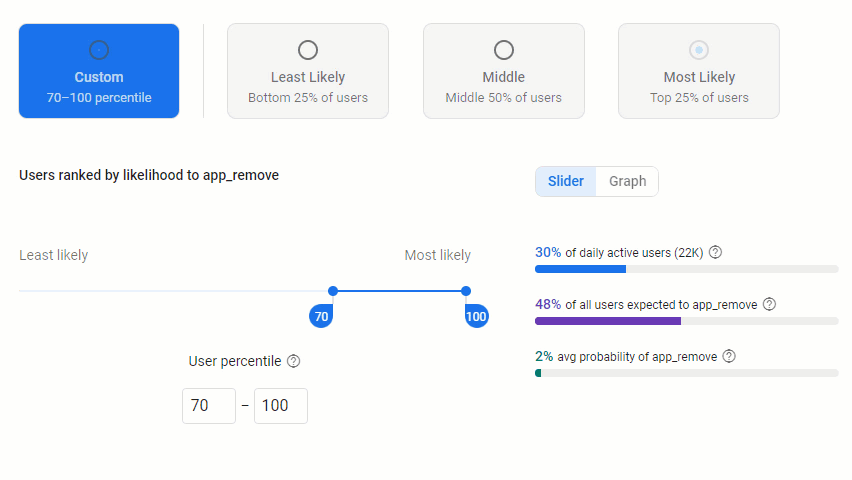 Custom
70–100 percentile
Least Likely
Bottom 25% of users
Middle
Middle 50% of users
Most Likely
Top 25% of users
Users ranked by likelihood to app_remove
Slider
Graph
Least likely
Most likely
70
100
User percentile
70 – 100
30% of daily active users (22K)
48% of all users expected to app_remove
2% avg probability of app_remove